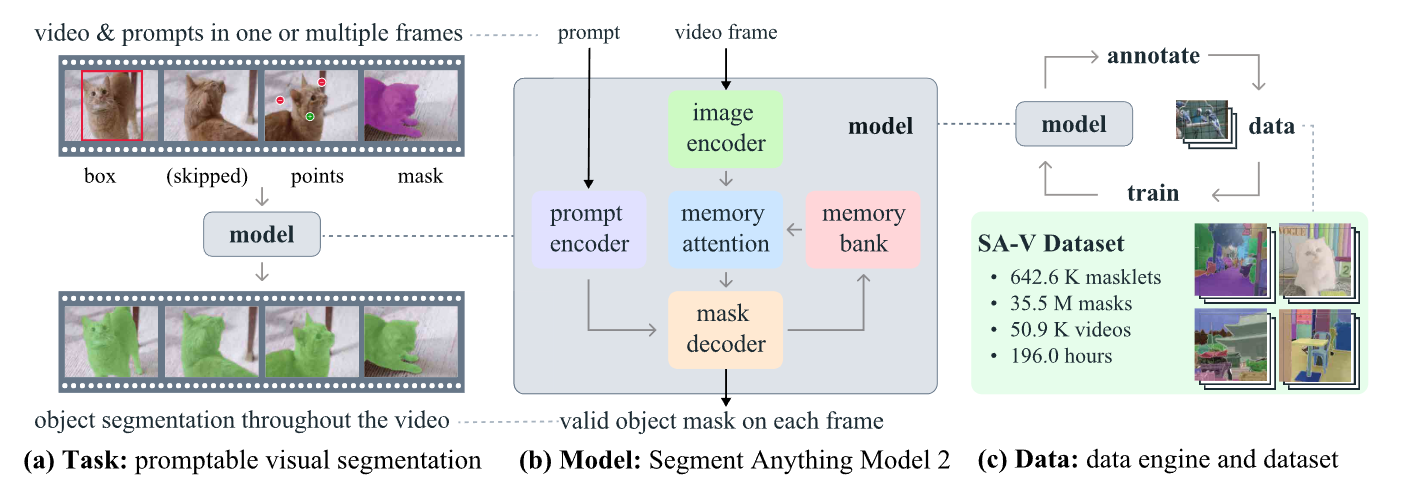 video & prompts in one or multiple frames
box
(skipped)
points
mask
model
object segmentation throughout the video
(a) Task: promptable visual segmentation
prompt
video frame
image
encoder
model
prompt
encoder
memory
attention
memory
bank
mask
decoder
valid object mask on each frame
(b) Model: Segment Anything Model 2
annotate
model
data
train
SA-V Dataset
• 642.6 K masklets
• 35.5 M masks
• 50.9 K videos
• 196.0 hours
VOGUE
2
(c) Data: data engine and dataset